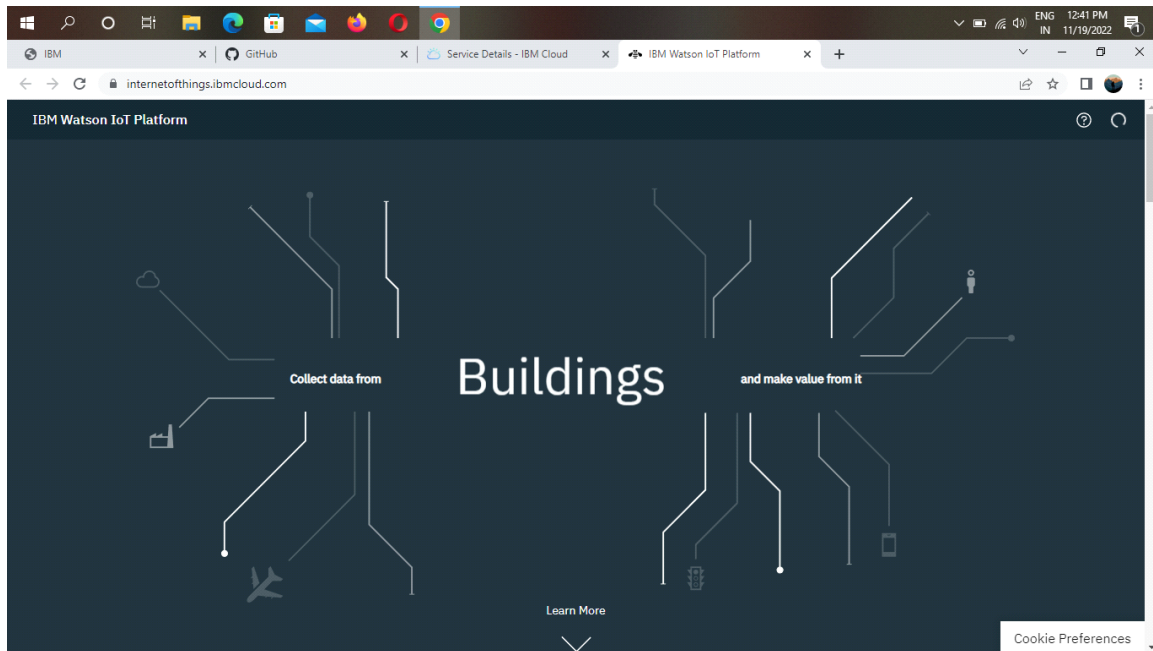 ENG 12:41 PM
IN 11/19/2022
1
IBM
GitHub
Service Details - IBM Cloud
IBM Watson IoT Platform
internetofthings.ibmcloud.com
IBM Watson IoT Platform
Collect data from Buildings and make value from it
Learn More
Cookie Preferences